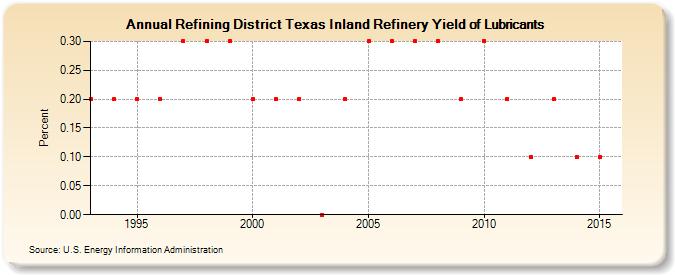 Annual Refining District Texas Inland Refinery Yield of Lubricants
Percent
0.30
0.25
0.20
0.15
0.10
0.05
0.00
1995 2000 2005 2010 2015
Source: U.S. Energy Information Administration